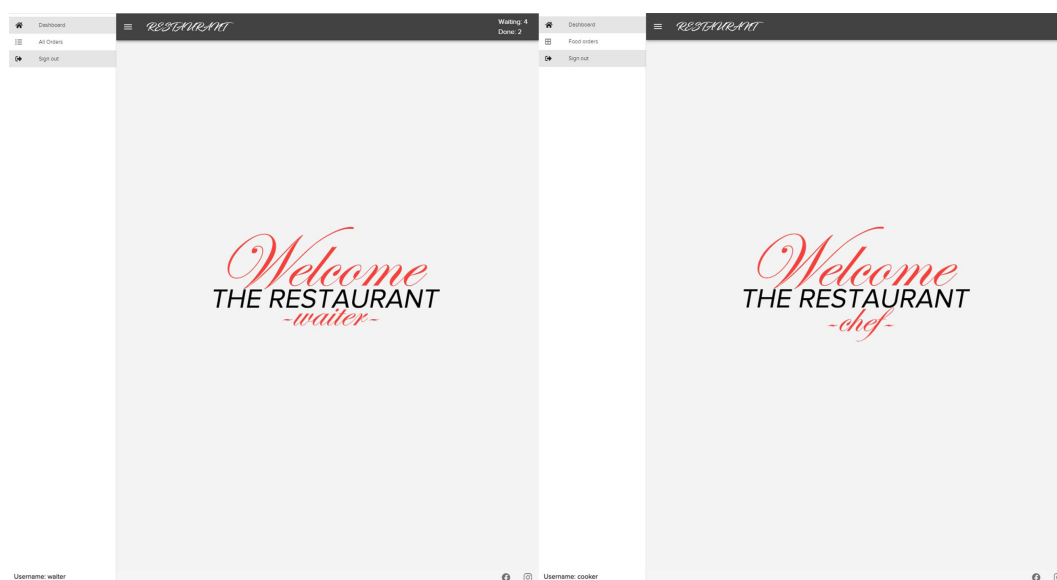 Dashboard
All Orders
Sign out
RESTAURANT
Waiting: 4
Done: 2
Welcome
THE RESTAURANT
-waiter-
Username: waiter
Dashboard
Food orders
Sign out
RESTAURANT
Welcome
THE RESTAURANT
-chef-
Username: cooker